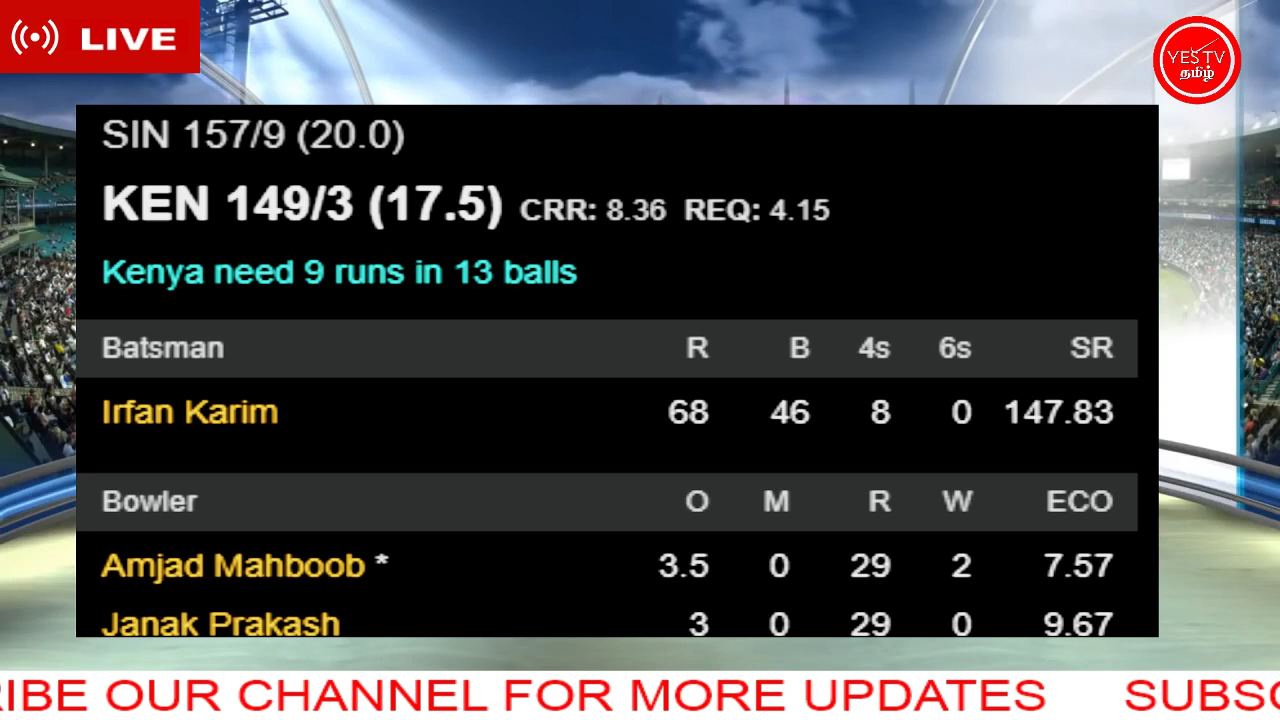 LIVE
YES TV
தமிழ்
SIN 157/9 (20.0)
KEN 149/3 (17.5) CRR: 8.36 REQ: 4.15
Kenya need 9 runs in 13 balls
Batsman R B 4s 6s SR
Irfan Karim 68 46 8 0 147.83
Bowler O M R W ECO
Amjad Mahboob * 3.5 0 29 2 7.57
Janak Prakash 3 0 29 0 9.67
RIBE OUR CHANNEL FOR MORE UPDATES SUBSC